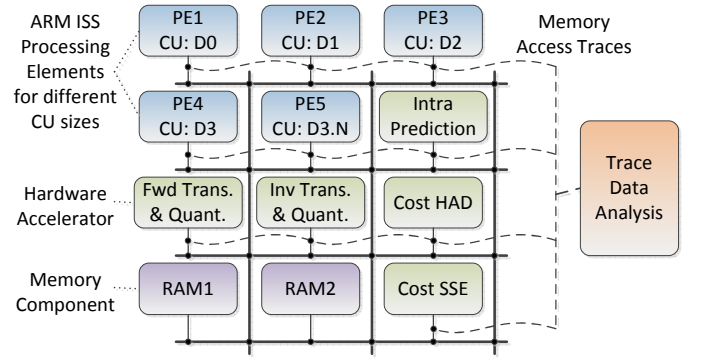 ARM ISS
Processing
Elements
for different
CU sizes
PE1
CU: D0
PE2
CU: D1
PE3
CU: D2
Memory
Access Traces
PE4
CU: D3
PE5
CU: D3.N
Intra
Prediction
Trace
Data
Analysis
Hardware
Accelerator
Fwd Trans.
& Quant.
Inv Trans.
& Quant.
Cost HAD
Memory
Component
RAM1
RAM2
Cost SSE